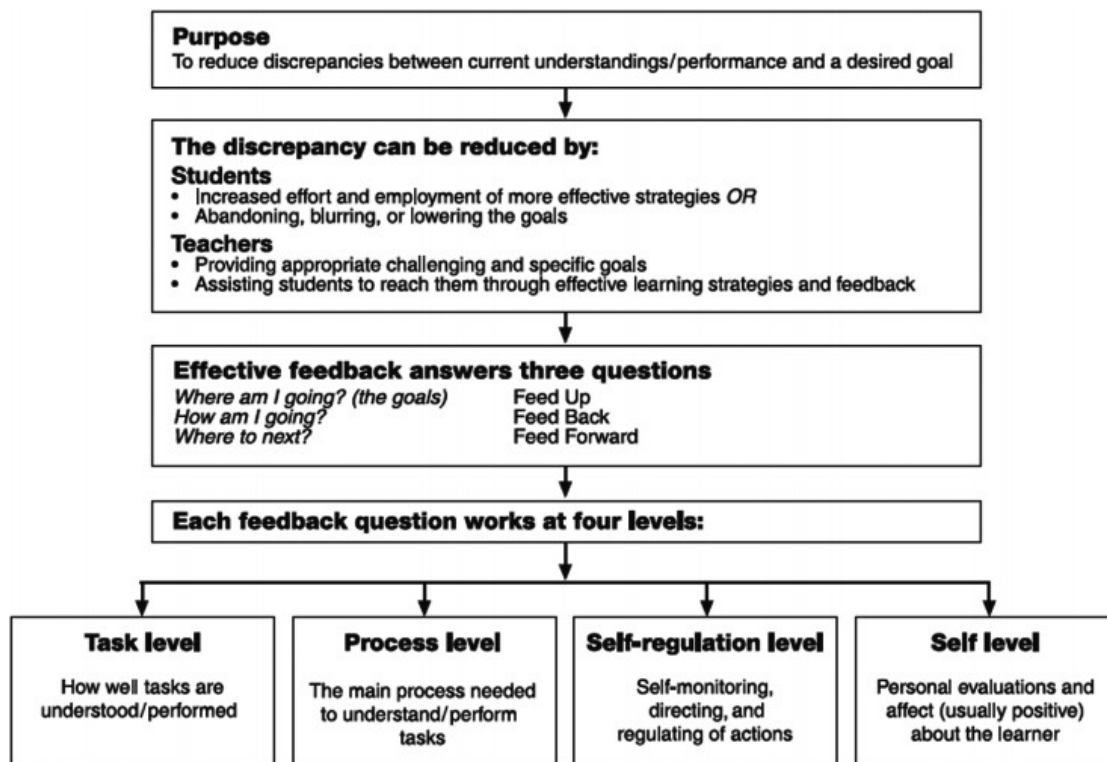 Purpose
To reduce discrepancies between current understandings/performance and a desired goal
The discrepancy can be reduced by:
Students
• Increased effort and employment of more effective strategies OR
• Abandoning, blurring, or lowering the goals
Teachers
• Providing appropriate challenging and specific goals
• Assisting students to reach them through effective learning strategies and feedback
Effective feedback answers three questions
Where am I going? (the goals) Feed Up
How am I going? Feed Back
Where to next? Feed Forward
Each feedback question works at four levels:
Task level
How well tasks are
understood/performed
Process level
The main process needed
to understand/perform
tasks
Self-regulation level
Self-monitoring,
directing, and
regulating of actions
Self level
Personal evaluations and
affect (usually positive)
about the learner